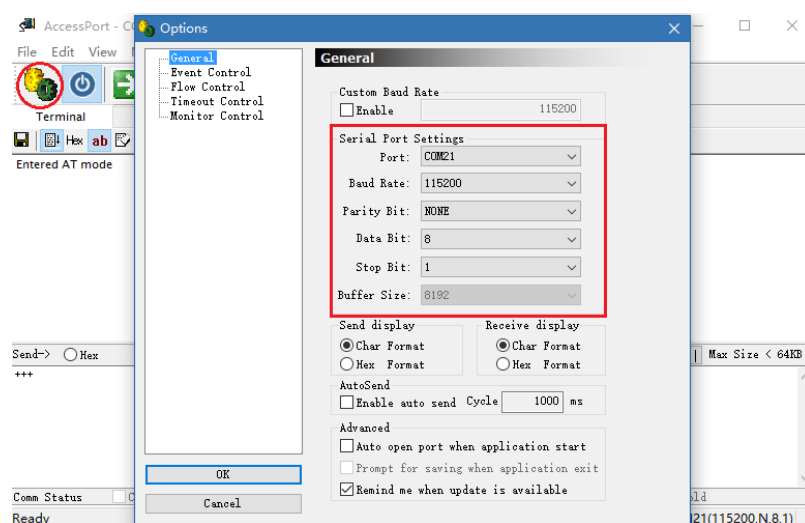 AccessPort - C
Options
File Edit View
Terminal
Hex ab
Entered AT mode
General
Event Control
Flow Control
Timeout Control
Monitor Control
General
Custom Baud Rate
Enable 115200
Serial Port Settings
Port: COM21
Baud Rate: 115200
Parity Bit: NONE
Data Bit: 8
Stop Bit: 1
Buffer Size: 8192
Send display Receive display
Char Format Char Format
Hex Format Hex Format
AutoSend
Enable auto send Cycle 1000 ms
Advanced
Auto open port when application start
Prompt for saving when application exit
Remind me when update is available
OK
Cancel
Send-> Hex Max Size < 64KB
+++
Comm Status
Ready 21(115200,N,8,1)